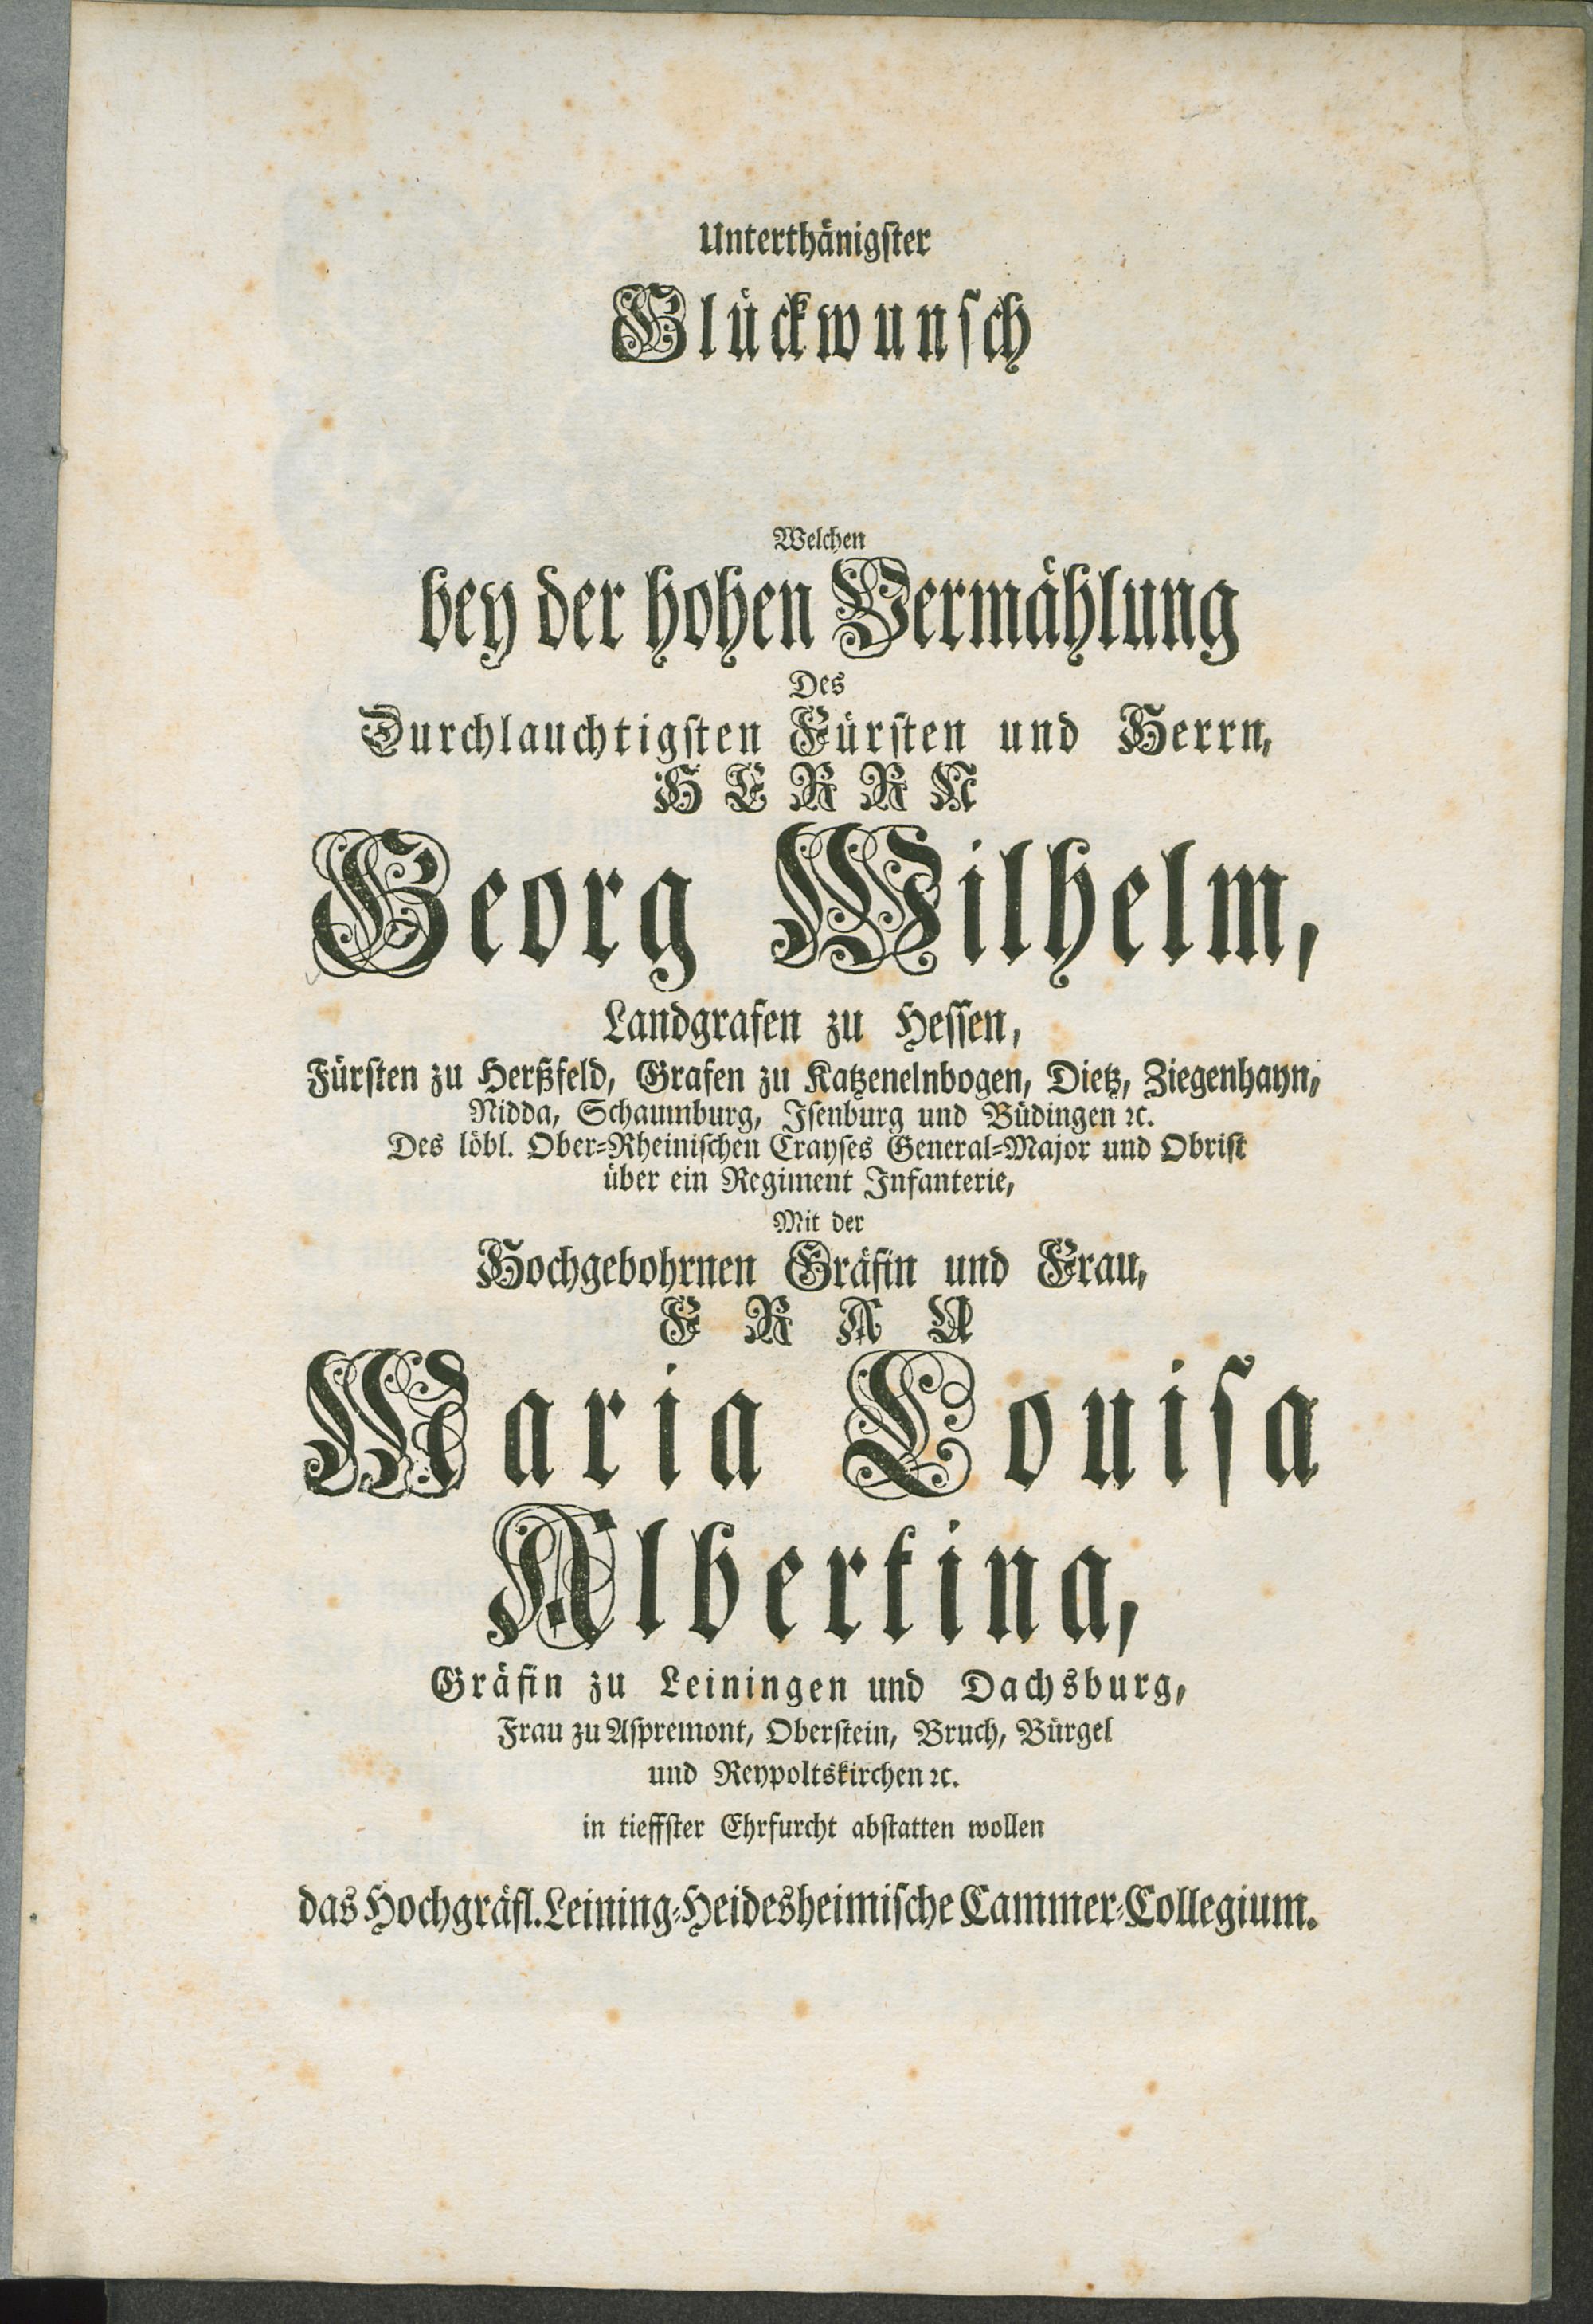 Unterthänigster
Glückwunsch
Welchen
bey der hohen Vermählung
Des
Durchlauchtigsten Fürsten und Herrn,
HERRN
Georg Wilhelm,
Landgrafen zu Hessen,
Fürsten zu Herßfeld, Grafen zu Katzenelnbogen, Dietz, Ziegenhayn,
Nidda, Schaumburg, Isenburg und Büdingen ꝛc.
Des löbl. Ober-Rheinischen Crayses General-Major und Obrist
über ein Regiment Infanterie,
Mit der
Hochgebohrnen Gräfin und Frau,
FRAU
Maria Louisa
Albertina,
Gräfin zu Leiningen und Dachsburg,
Frau zu Aspremont, Oberstein, Bruch, Bürgel
und Reypoltskirchen ꝛc.
in tieffster Ehrfurcht abstatten wollen
das Hochgräfl. Leining-Heidesheimische Cammer-Collegium.